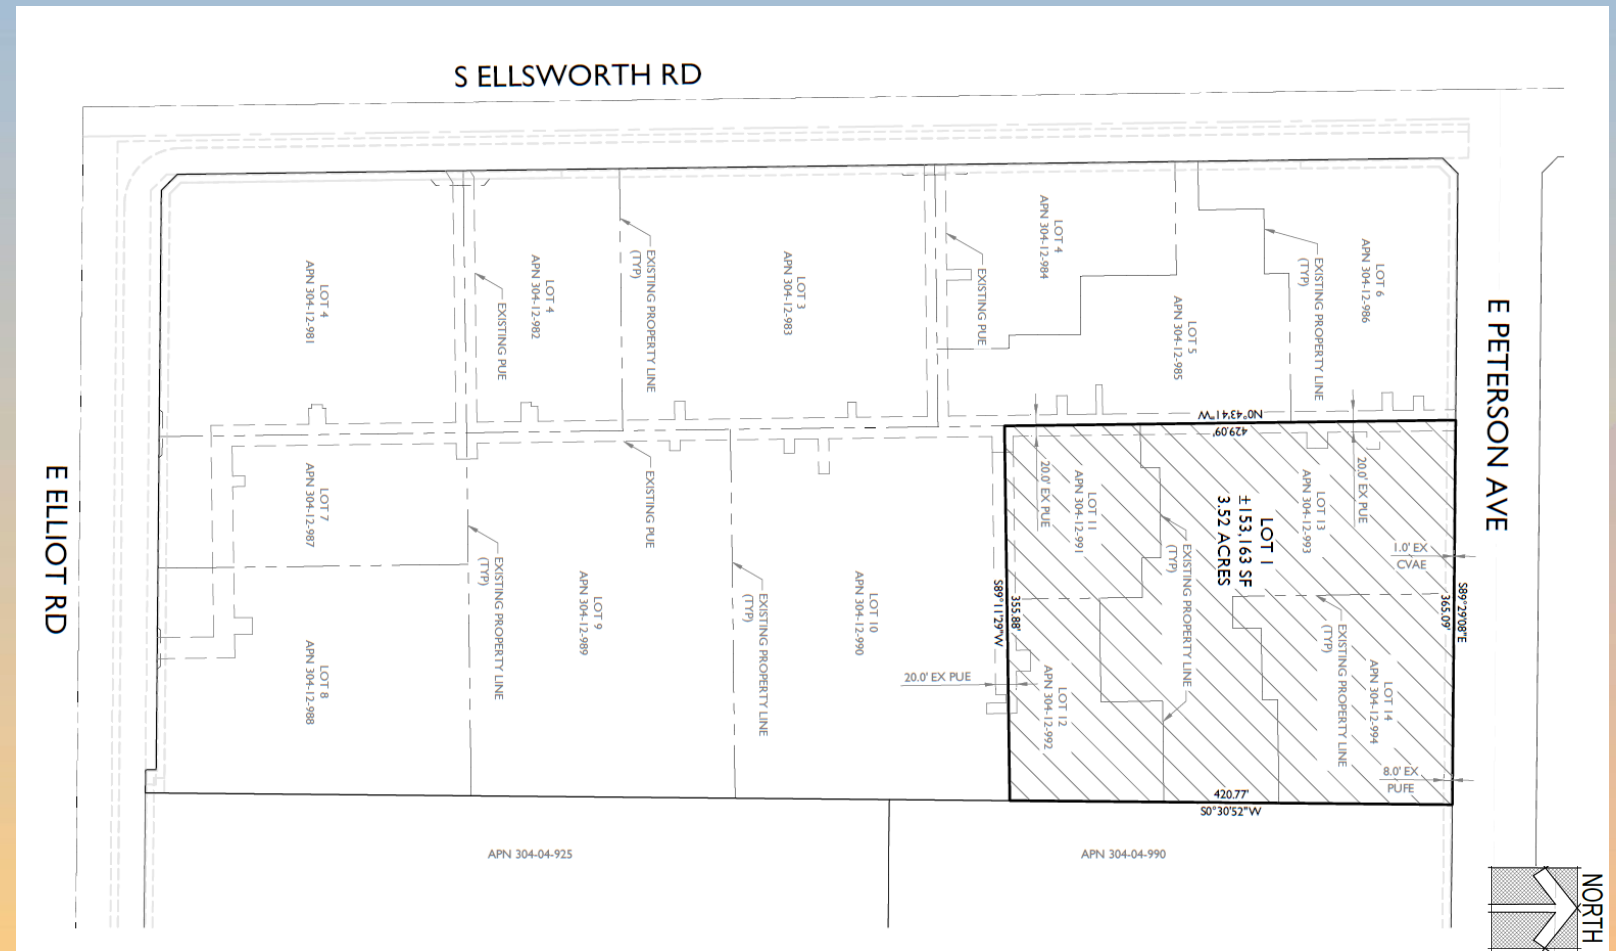 S ELLSWORTH RD
E PETERSON AVE
E ELLIOT RD
NORTH
LOT 4
APN 304-12-981
LOT 4
APN 304-12-982
EXISTING PUE
EXISTING PROPERTY LINE
(TYP)
LOT 3
APN 304-12-983
EXISTING PUE
LOT 4
APN 304-12-984
LOT 5
APN 304-12-985
EXISTING PROPERTY LINE
(TYP)
LOT 6
APN 304-12-986
LOT 7
APN 304-12-987
LOT 8
APN 304-12-988
EXISTING PROPERTY LINE
(TYP)
LOT 9
APN 304-12-989
EXISTING PUE
EXISTING PROPERTY LINE
(TYP)
LOT 10
APN 304-12-990
N0°43'41"W
429.09'
20.0' EX PUE
LOT 11
APN 304-12-991
EXISTING PROPERTY LINE
(TYP)
LOT 1
±153,163 SF
3.52 ACRES
LOT 13
APN 304-12-993
20.0' EX PUE
1.0' EX
CVAE
S89°29'08"E
365.09'
S89°11'29"W
355.88'
20.0' EX PUE
LOT 12
APN 304-12-992
EXISTING PROPERTY LINE
(TYP)
LOT 14
APN 304-12-994
8.0' EX
PUFE
420.77'
S0°30'52"W
APN 304-04-925
APN 304-04-990